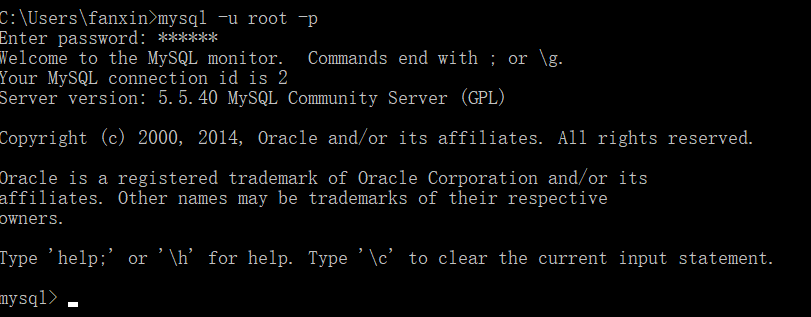 C:\Users\fanxin>mysql -u root -p
Enter password: ******
Welcome to the MySQL monitor.  Commands end with ; or \g.
Your MySQL connection id is 2
Server version: 5.5.40 MySQL Community Server (GPL)
Copyright (c) 2000, 2014, Oracle and/or its affiliates. All rights reserved.
Oracle is a registered trademark of Oracle Corporation and/or its
affiliates. Other names may be trademarks of their respective
owners.
Type 'help;' or '\h' for help. Type '\c' to clear the current input statement.
mysql>